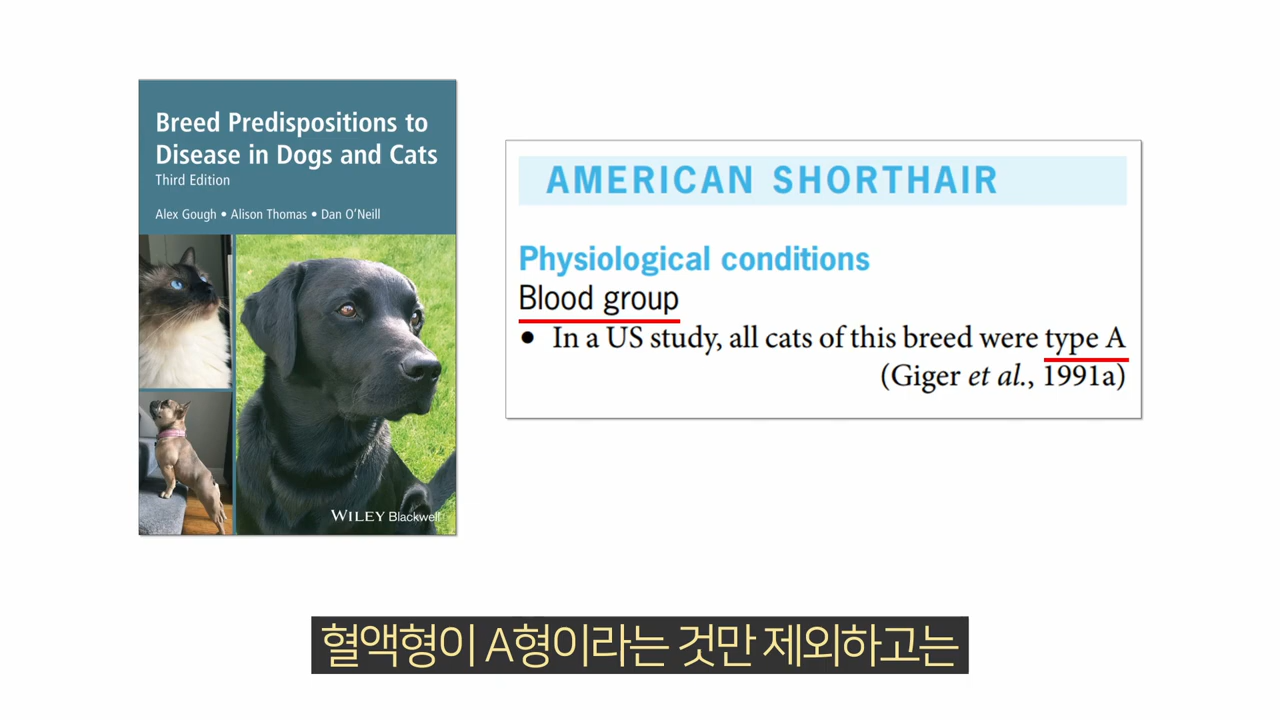 Breed Predispositions to
Disease in Dogs and Cats
Third Edition
Alex Gough • Alison Thomas • Dan O'Neill
WILEY Blackwell
AMERICAN SHORTHAIR
Physiological conditions
Blood group
• In a US study, all cats of this breed were type A
(Giger et al., 1991a)
혈액형이 A형이라는 것만 제외하고는